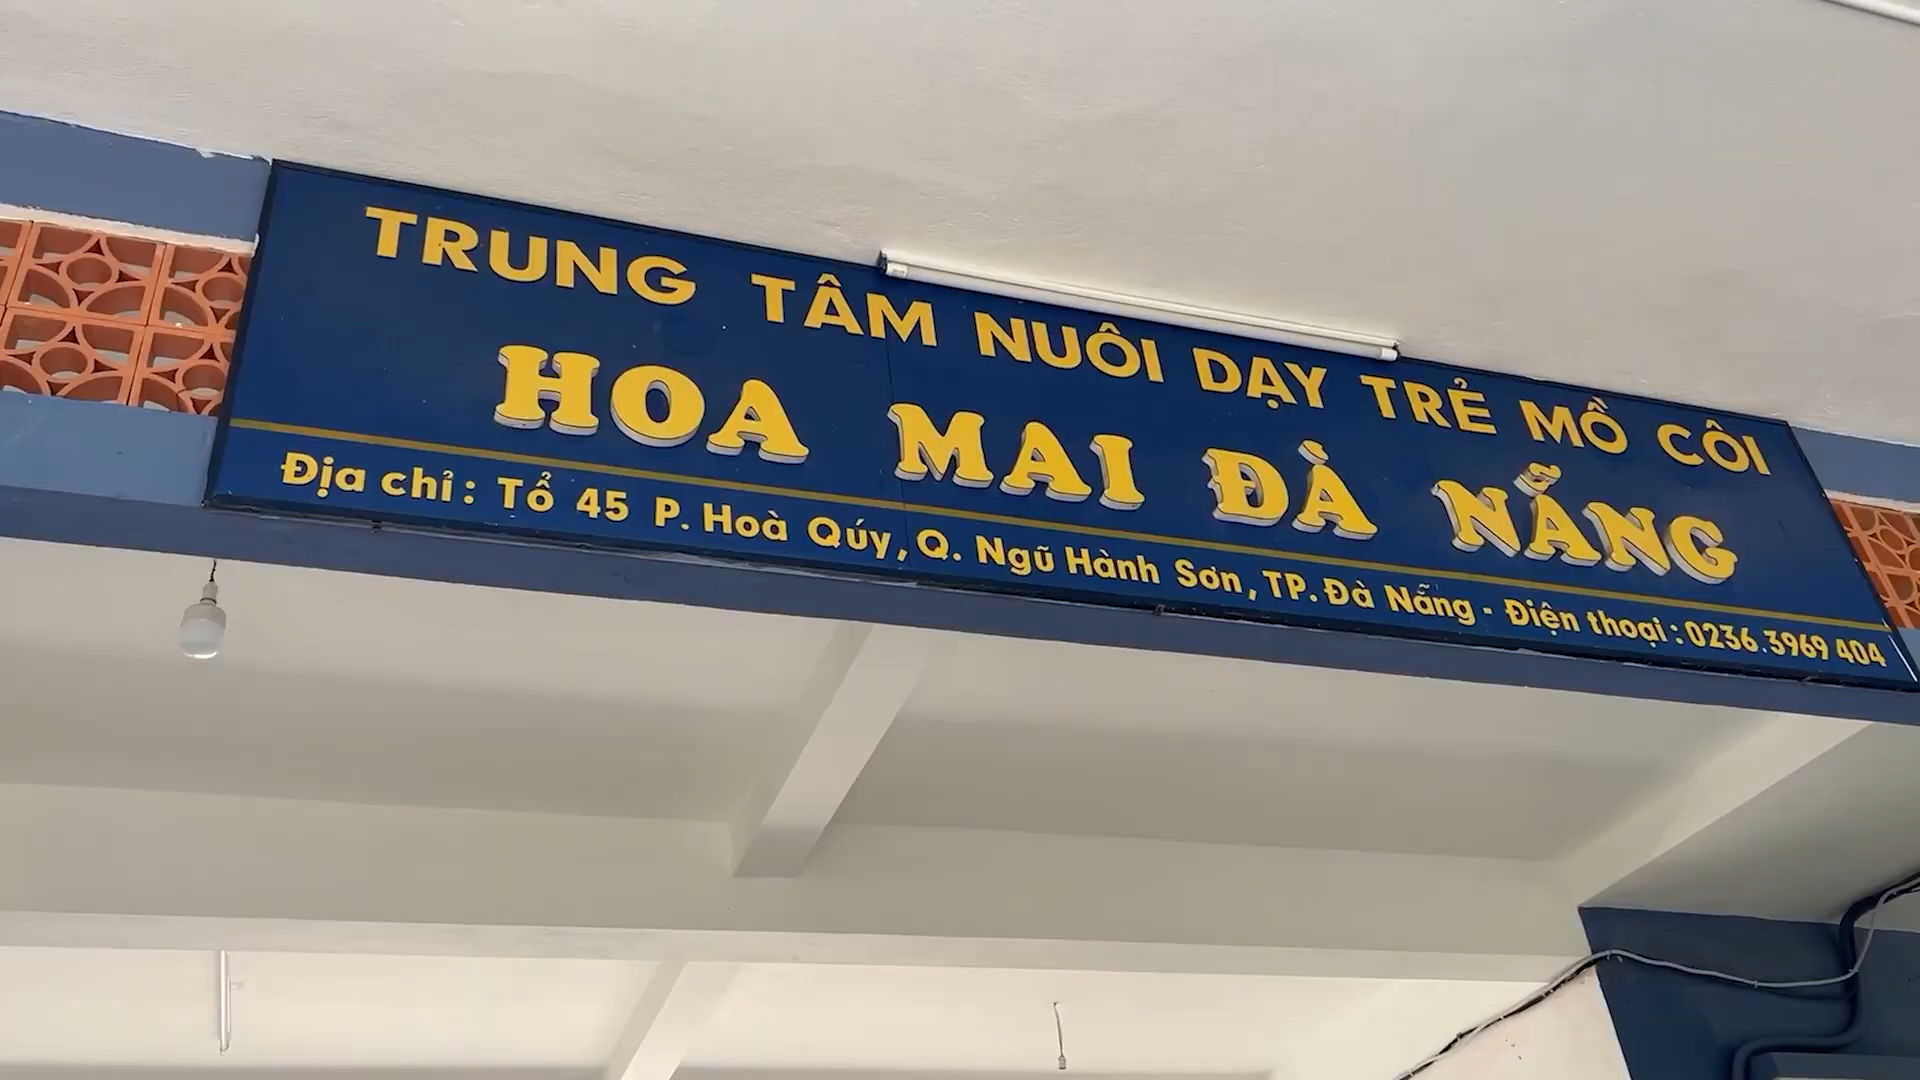 TRUNG TÂM NUÔI DẠY TRẺ MỒ CÔI
HOA MAI ĐÀ NẴNG
Địa chỉ: Tổ 45 P. Hoà Qúy, Q. Ngũ Hành Sơn, TP. Đà Nẵng - Điện thoại: 0236.3969 404